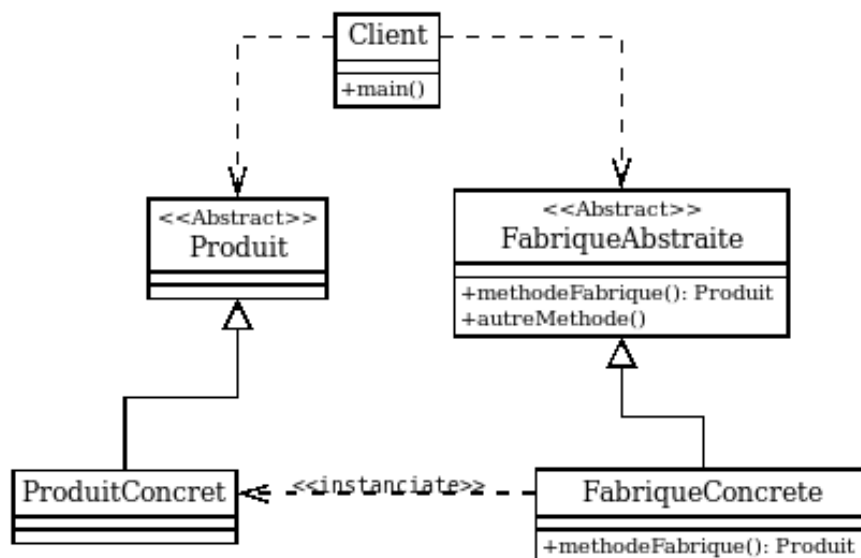 Client
+main()
<<Abstract>>
Produit
<<Abstract>>
FabriqueAbstraite
+methodeFabrique(): Produit
+autreMethode()
ProduitConcret
<<instanciate>>
FabriqueConcrete
+methodeFabrique(): Produit